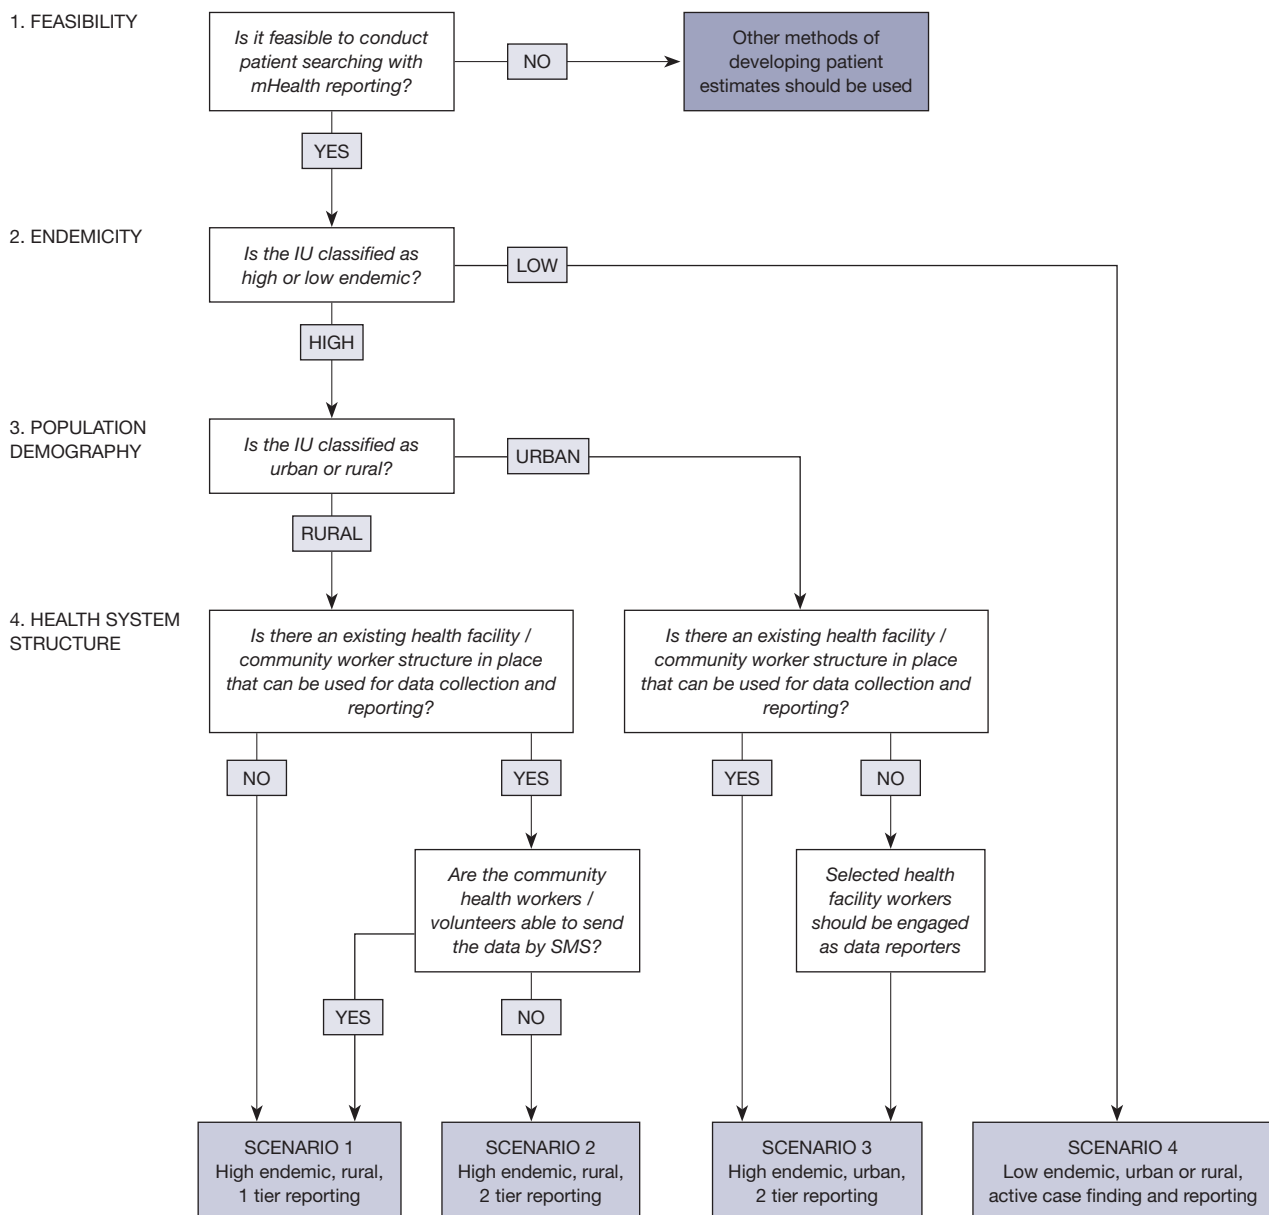 1. FEASIBILITY
Is it feasible to conduct
patient searching with
mHealth reporting?
NO
Other methods of
developing patient
estimates should be used
YES
2. ENDEMICITY
Is the IU classified as
high or low endemic?
LOW
HIGH
3. POPULATION
DEMOGRAPHY
Is the IU classified as
urban or rural?
URBAN
RURAL
4. HEALTH SYSTEM
STRUCTURE
Is there an existing health facility /
community worker structure in place
that can be used for data collection and
reporting?
Is there an existing health facility /
community worker structure in place
that can be used for data collection and
reporting?
NO
YES
YES
NO
Are the community
health workers /
volunteers able to send
the data by SMS?
Selected health
facility workers
should be engaged
as data reporters
YES
NO
SCENARIO 1
High endemic, rural,
1 tier reporting
SCENARIO 2
High endemic, rural,
2 tier reporting
SCENARIO 3
High endemic, urban,
2 tier reporting
SCENARIO 4
Low endemic, urban or rural,
active case finding and reporting